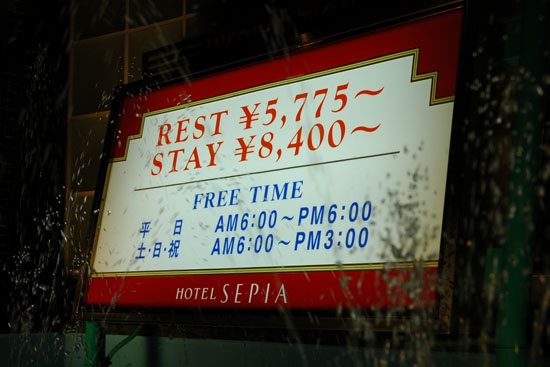 REST ¥5,775~
STAY ¥8,400~
FREE TIME
平 日 AM6:00~PM6:00
土・日・祝 AM6:00~PM3:00
HOTEL SEPIA